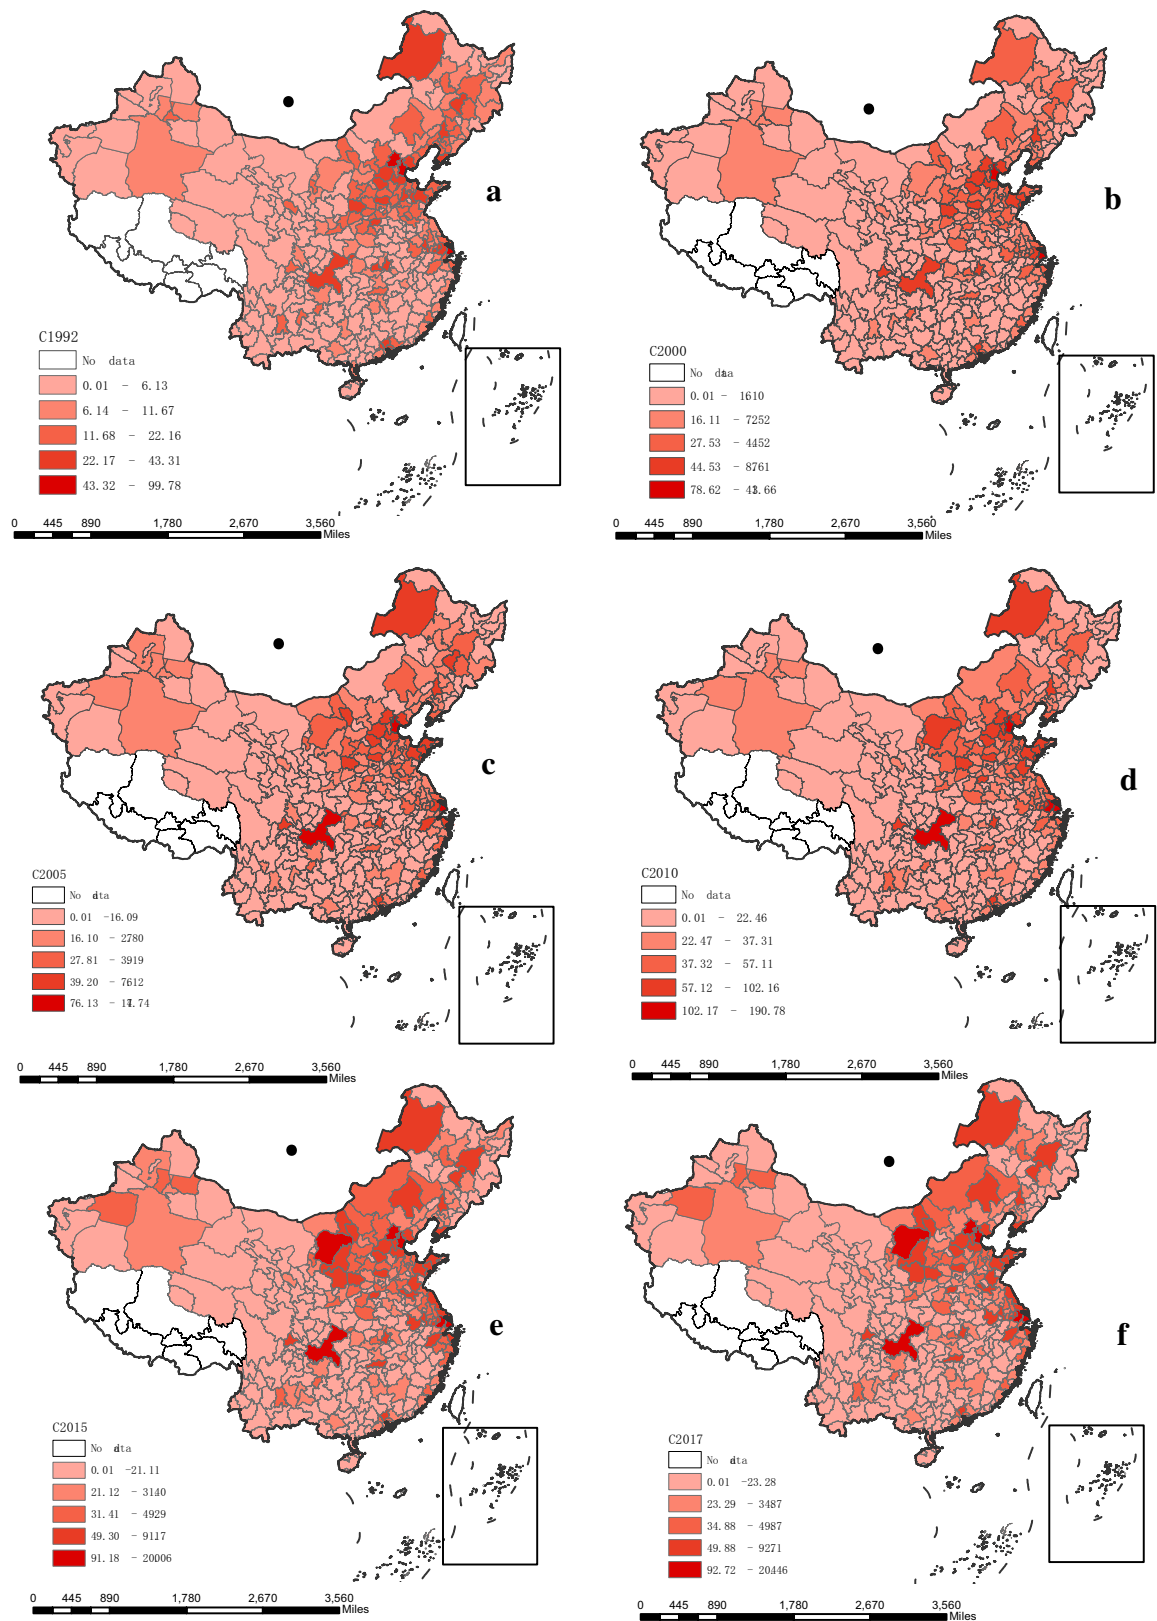 a
C1992
No data
0.01 - 6.13
6.14 - 11.67
11.68 - 22.16
22.17 - 43.31
43.32 - 99.78
0 445 890 1,780 2,670 3,560
Miles
b
C2000
No data
0.01 - 1610
16.11 - 7252
27.53 - 4452
44.53 - 8761
78.62 - 66
0 445 890 1,780 2,670 3,560
Miles
c
C2005
No data
0.01 -16.09
16.10 - 2780
27.81 - 3919
39.20 - 7612
76.13 - 74
0 445 890 1,780 2,670 3,560
Miles
d
C2010
No data
0.01 - 22.46
22.47 - 37.31
37.32 - 57.11
57.12 - 102.16
102.17 - 190.78
0 445 890 1,780 2,670 3,560
Miles
e
C2015
No data
0.01 -21.11
21.12 - 3140
31.41 - 4929
49.30 - 9117
91.18 - 20006
0 445 890 1,780 2,670 3,560
Miles
f
C2017
No data
0.01 -23.28
23.29 - 3487
34.88 - 4987
49.88 - 9271
92.72 - 20446
0 445 890 1,780 2,670 3,560
Miles